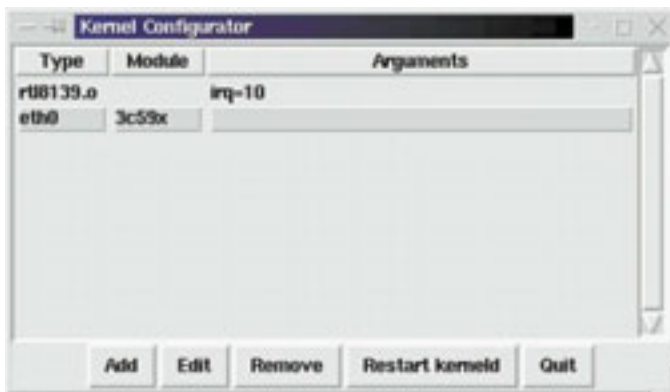 Kernel Configurator
Type Module Arguments
rtl8139.o irq=10
eth0 3c59x
Add Edit Remove Restart kerneld Quit